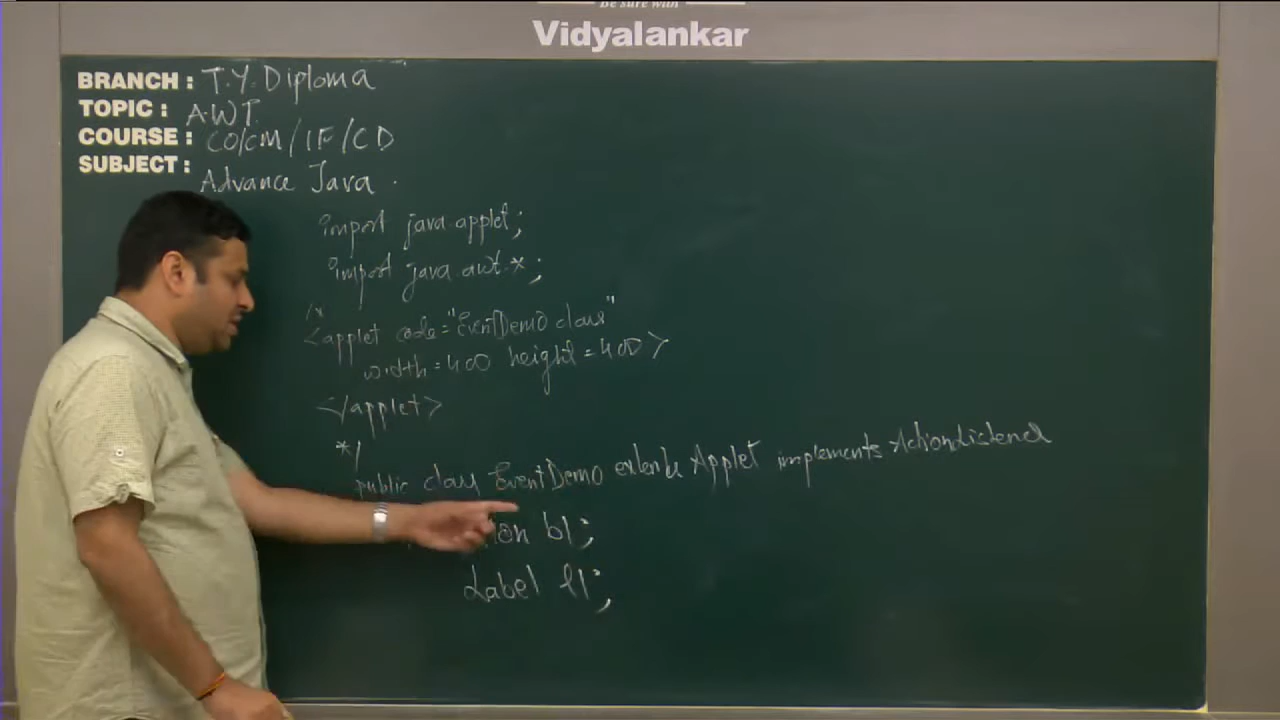 Be sure with
Vidyalankar
BRANCH : T.Y. Diploma
TOPIC : A.W.T.
COURSE : CO/CM/IF/CD
SUBJECT : Advance Java.
import java.applet;
import java.awt.*;
/*
<applet code="EventDemo class"
width=400 height=400>
</applet>
*/
public class EventDemo extends Applet implements ActionListener
b1;
Label l1;